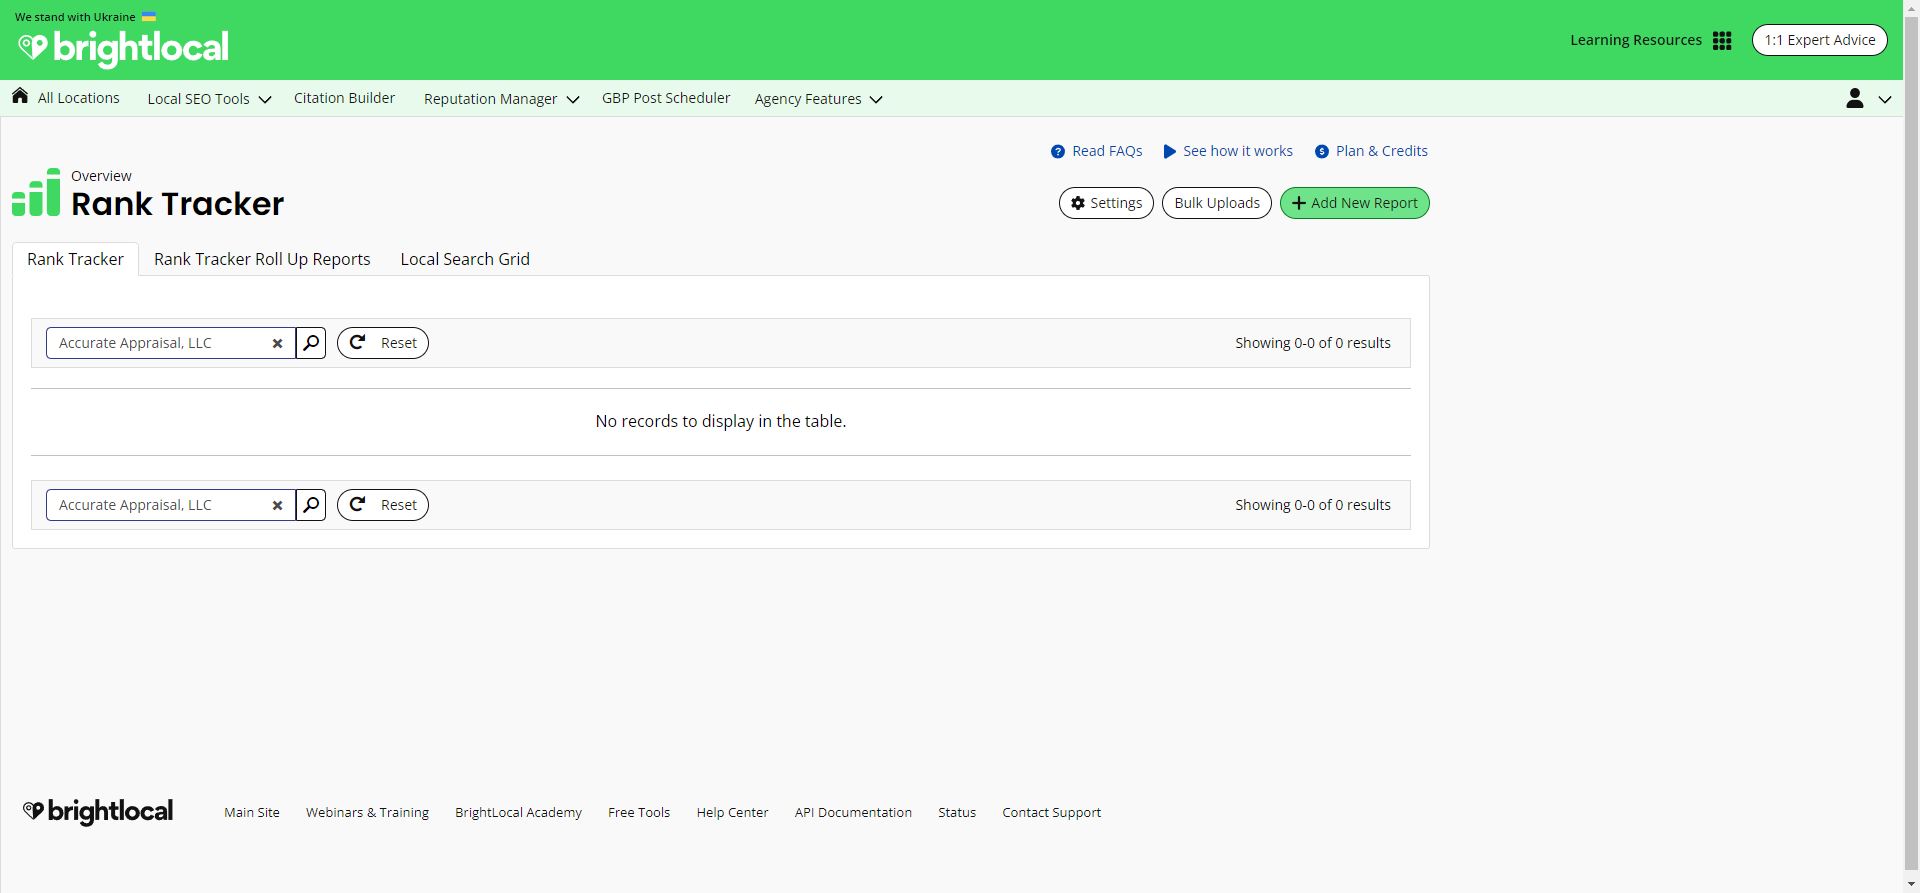 We stand with Ukraine
brightlocal
Learning Resources
1:1 Expert Advice
All Locations
Local SEO Tools
Citation Builder
Reputation Manager
GBP Post Scheduler
Agency Features
Read FAQs
See how it works
Plan & Credits
Overview
Rank Tracker
Settings
Bulk Uploads
Add New Report
Rank Tracker
Rank Tracker Roll Up Reports
Local Search Grid
Accurate Appraisal, LLC
Reset
Showing 0-0 of 0 results
No records to display in the table.
Accurate Appraisal, LLC
Reset
Showing 0-0 of 0 results
brightlocal
Main Site
Webinars & Training
BrightLocal Academy
Free Tools
Help Center
API Documentation
Status
Contact Support